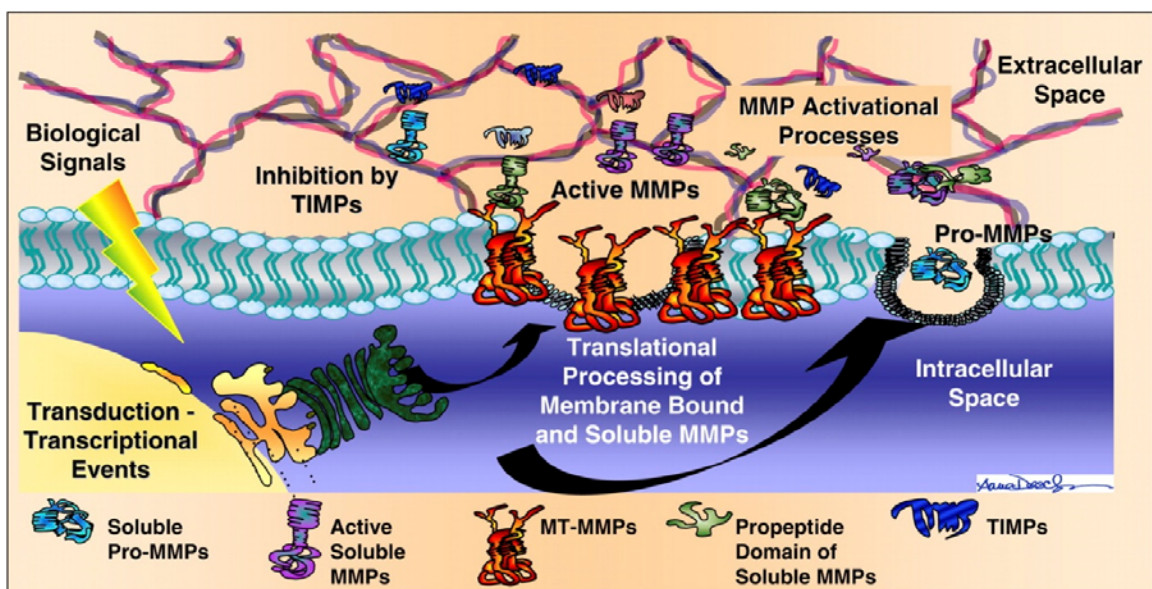 Extracellular
Space
MMP Activational
Processes
Biological
Signals
Inhibition by
TIMPs
Active MMPs
Pro-MMPs
Translational
Processing of
Membrane Bound
and Soluble MMPs
Intracellular
Space
Transduction -
Transcriptional
Events
Soluble
Pro-MMPs
Active
Soluble
MMPs
MT-MMPs
Propeptide
Domain of
Soluble MMPs
TIMPs